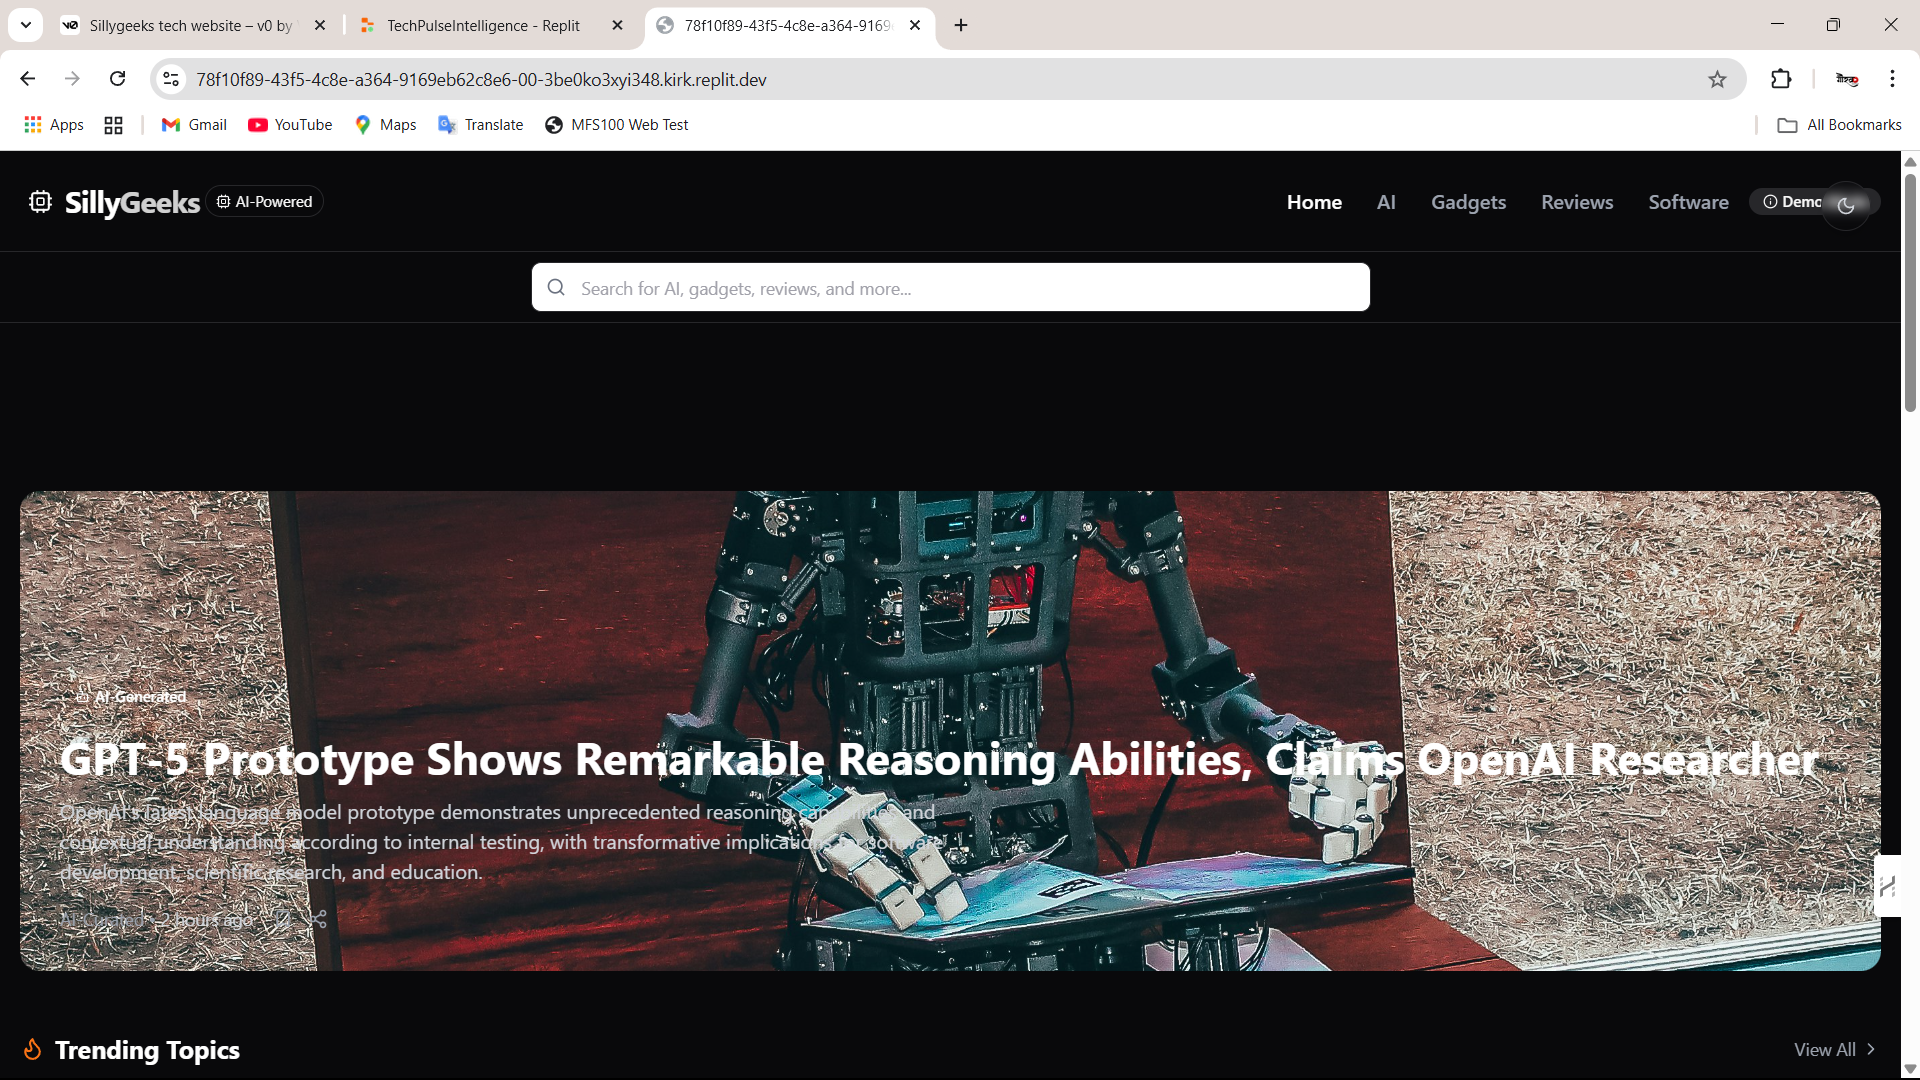 Sillygeeks tech website – v0 by
TechPulseIntelligence - Replit
78f10f89-43f5-4c8e-a364-9169
78f10f89-43f5-4c8e-a364-9169eb62c8e6-00-3be0ko3xyi348.kirk.replit.dev
Apps
Gmail
YouTube
Maps
Translate
MFS100 Web Test
All Bookmarks
SillyGeeks
AI-Powered
Home
AI
Gadgets
Reviews
Software
Demo
Search for AI, gadgets, reviews, and more...
AI-Generated
GPT-5 Prototype Shows Remarkable Reasoning Abilities, Claims OpenAI Researcher
OpenAI's latest language model prototype demonstrates unprecedented reasoning capabilities and
contextual understanding according to internal testing, with transformative implications for software
development, scientific research, and education.
AI-Curated • 2 hours ago
Trending Topics
View All